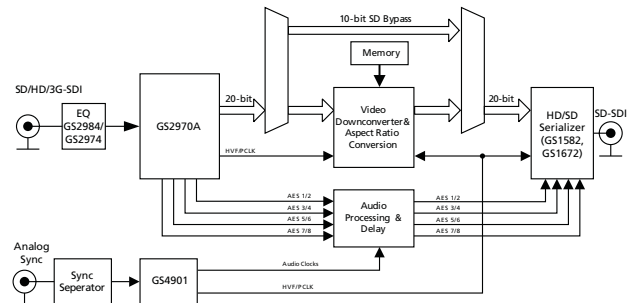 10-bit SD Bypass
Memory
SD/HD/3G-SDI
EQ
GS2984/
GS2974
GS2970A
20-bit
Video
Downconverter&
Aspect Ratio
Conversion
20-bit
HD/SD
Serializer
(GS1582,
GS1672)
SD-SDI
HVF/PCLK
AES 1/2
AES 3/4
AES 5/6
AES 7/8
Audio
Processing &
Delay
AES 1/2
AES 3/4
AES 5/6
AES 7/8
Analog
Sync
Sync
Seperator
GS4901
Audio Clocks
HVF/PCLK